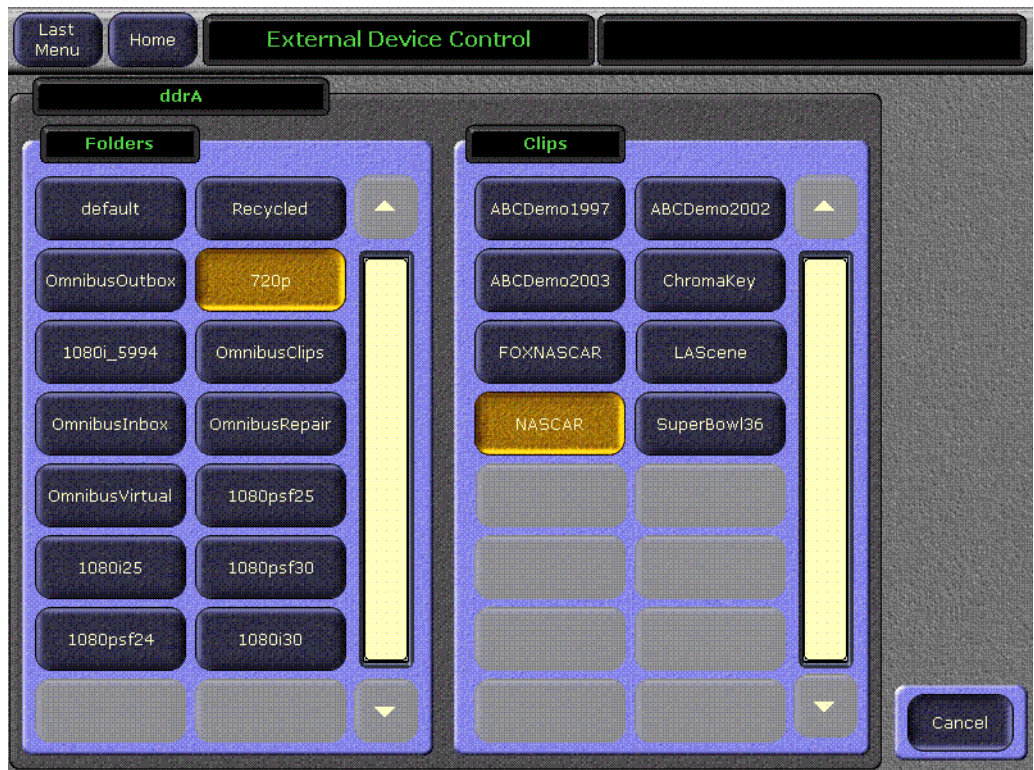 Last Menu
Home
External Device Control
ddrA
Folders
default
Recycled
OmnibusOutbox
720p
1080i_5994
OmnibusClips
OmnibusInbox
OmnibusRepair
OmnibusVirtual
1080psf25
1080i25
1080psf30
1080psf24
1080i30
Clips
ABCDemo1997
ABCDemo2002
ABCDemo2003
ChromaKey
FOXNASCAR
LAScene
NASCAR
SuperBowl36
Cancel